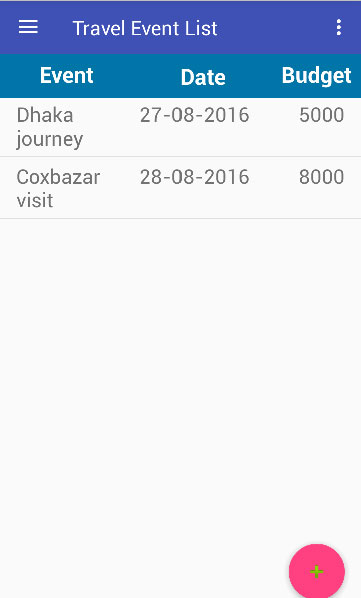 Travel Event List
Event Date Budget
Dhaka 27-08-2016 5000
journey
Coxbazar 28-08-2016 8000
visit
+